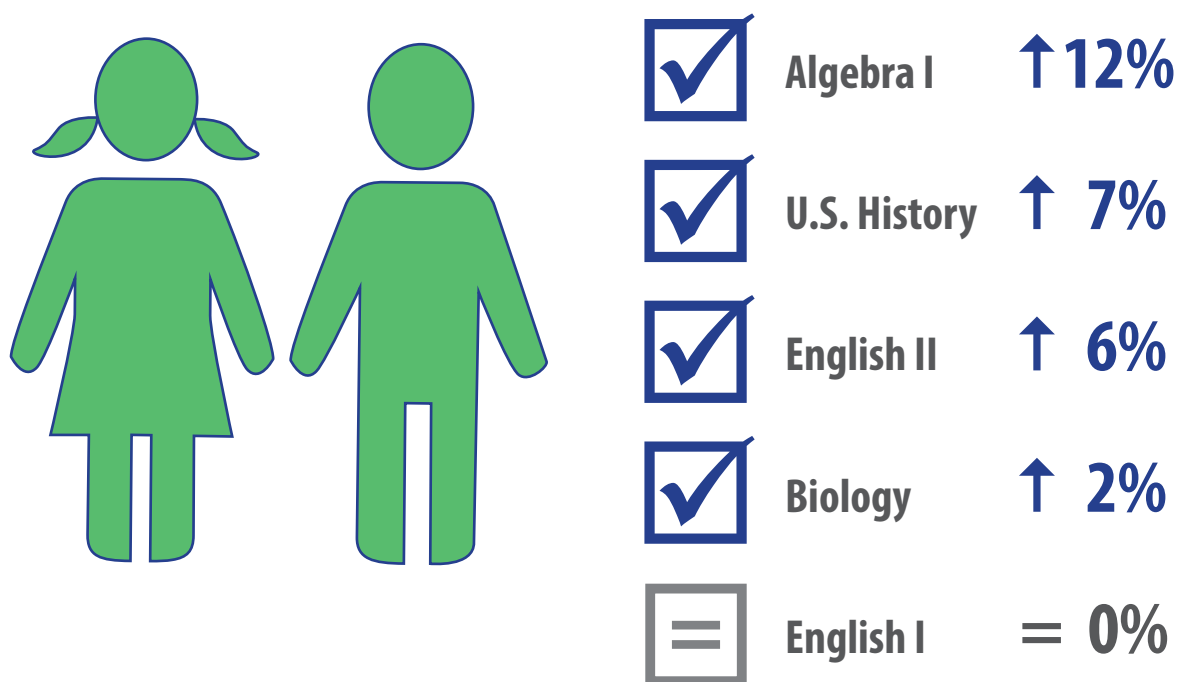 Algebra I ↑ 12%
U.S. History ↑ 7%
English II ↑ 6%
Biology ↑ 2%
English I = 0%